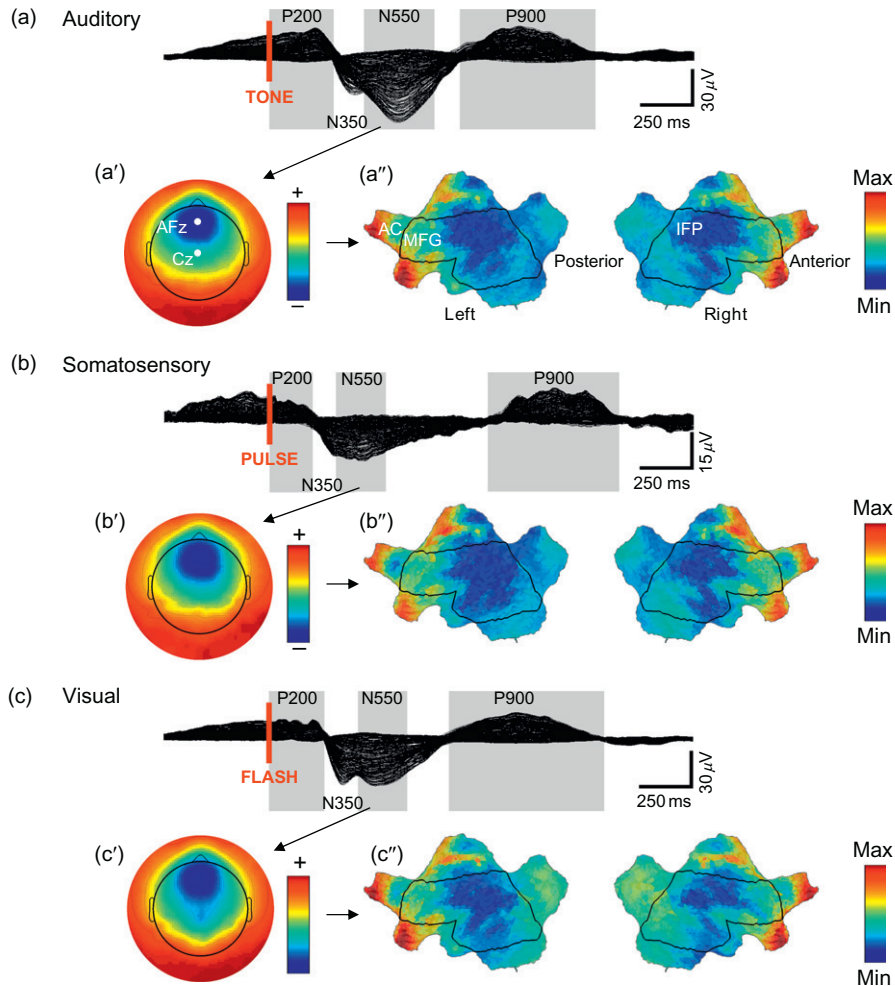 (a) Auditory
P200 N550 P900
TONE
N350
30 μV
250 ms
(a′) (a″)
+
–
AFz
Cz
AC
MFG
IFP
Posterior
Anterior
Left
Right
Max
Min
(b) Somatosensory
P200 N550 P900
PULSE
N350
15 μV
250 ms
(b′) (b″)
+
–
Max
Min
(c) Visual
P200 N550 P900
FLASH
N350
30 μV
250 ms
(c′) (c″)
+
Max
Min